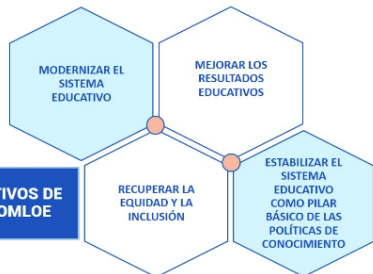 MODERNIZAR EL
SISTEMA
EDUCATIVO
MEJORAR LOS
RESULTADOS
EDUCATIVOS
TIVOS DE
OMLOE
RECUPERAR LA
EQUIDAD Y LA
INCLUSIÓN
ESTABILIZAR EL
SISTEMA
EDUCATIVO
COMO PILAR
BÁSICO DE LAS
POLÍTICAS DE
CONOCIMIENTO